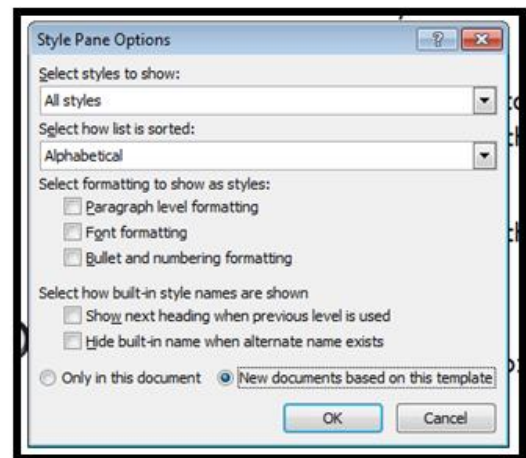 Style Pane Options
Select styles to show:
All styles
Select how list is sorted:
Alphabetical
Select formatting to show as styles:
Paragraph level formatting
Font formatting
Bullet and numbering formatting
Select how built-in style names are shown
Show next heading when previous level is used
Hide built-in name when alternate name exists
Only in this document New documents based on this template
OK Cancel